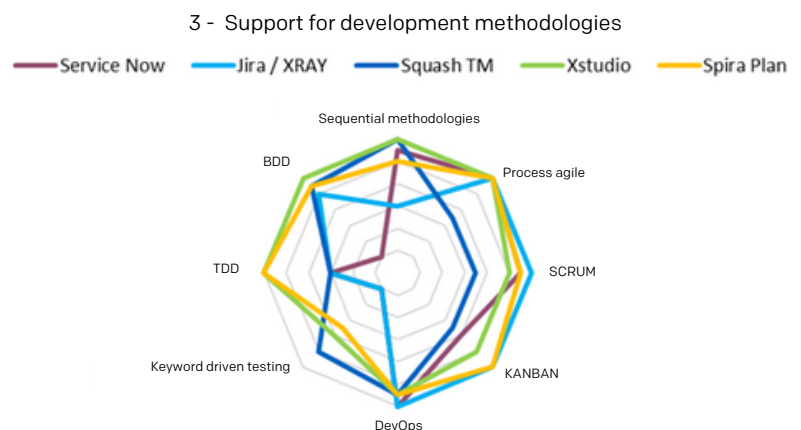 3 - Support for development methodologies
Service Now Jira / XRAY Squash TM Xstudio Spira Plan
Sequential methodologies
BDD
Process agile
TDD
SCRUM
Keyword driven testing
KANBAN
DevOps